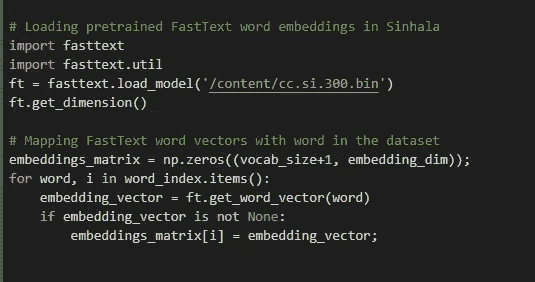 # Loading pretrained FastText word embeddings in Sinhala
import fasttext
import fasttext.util
ft = fasttext.load_model('/content/cc.si.300.bin')
ft.get_dimension()
# Mapping FastText word vectors with word in the dataset
embeddings_matrix = np.zeros((vocab_size+1, embedding_dim));
for word, i in word_index.items():
    embedding_vector = ft.get_word_vector(word)
    if embedding_vector is not None:
        embeddings_matrix[i] = embedding_vector;